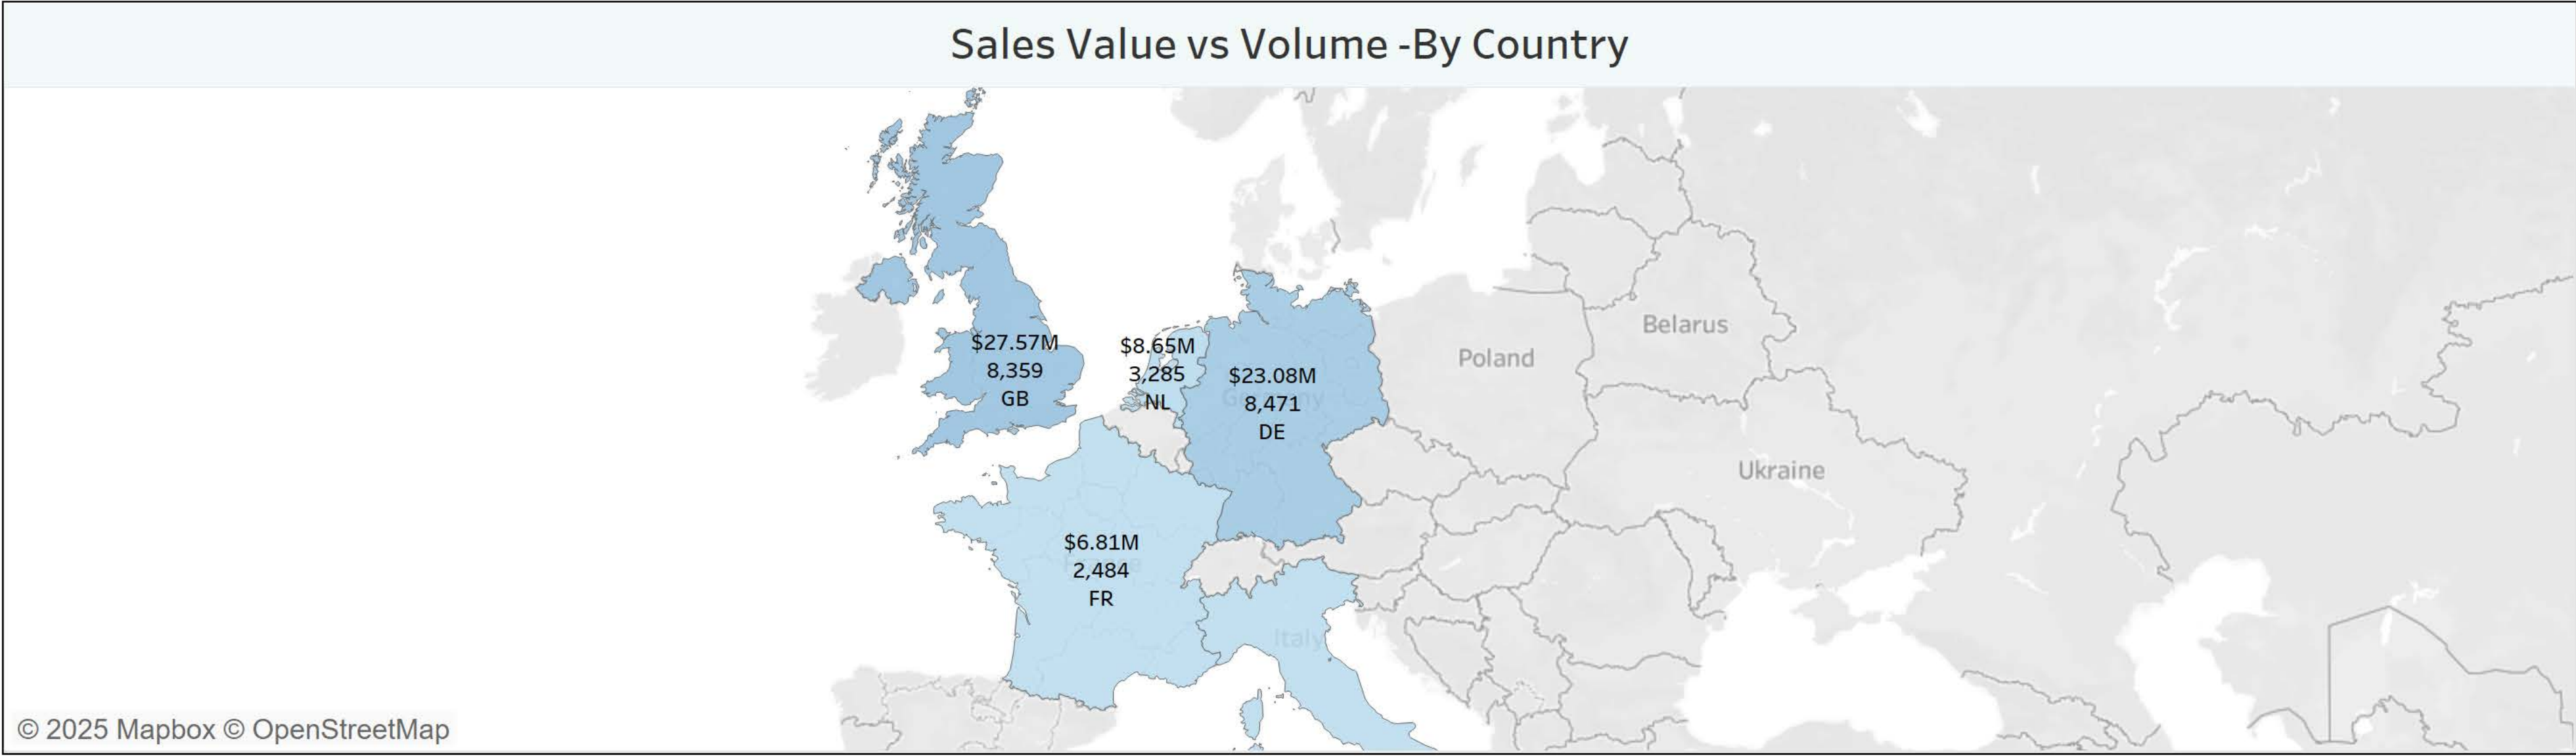 Sales Value vs Volume -By Country
$27.57M
8,359
GB
$8.65M
3,285
NL
$23.08M
8,471
DE
Germany
$6.81M
2,484
FR
Italy
Poland
Belarus
Ukraine
© 2025 Mapbox © OpenStreetMap